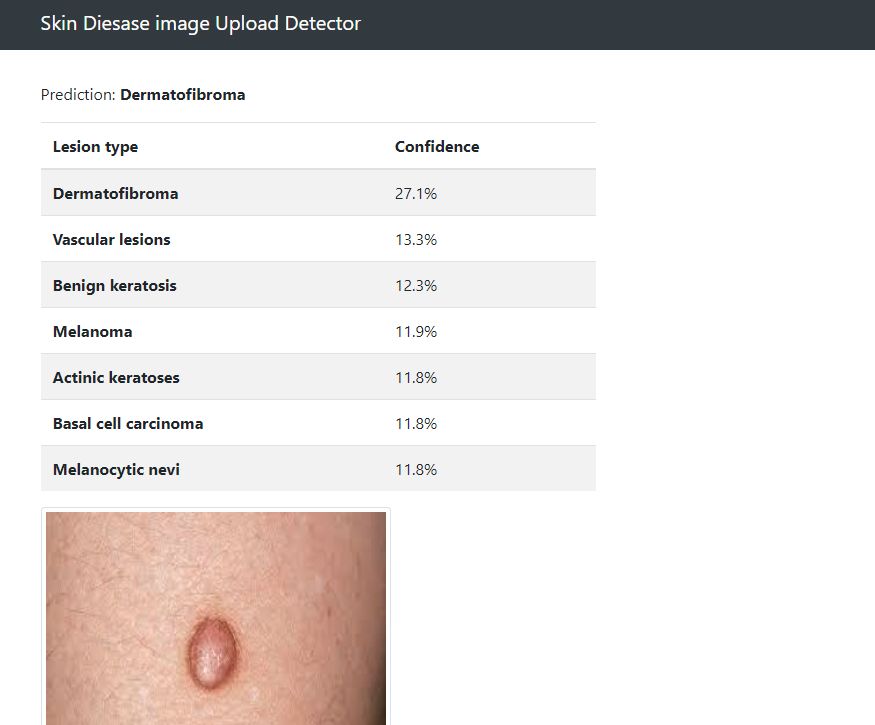 Skin Diesase image Upload Detector
Prediction: Dermatofibroma
Lesion type Confidence
Dermatofibroma 27.1%
Vascular lesions 13.3%
Benign keratosis 12.3%
Melanoma 11.9%
Actinic keratoses 11.8%
Basal cell carcinoma 11.8%
Melanocytic nevi 11.8%